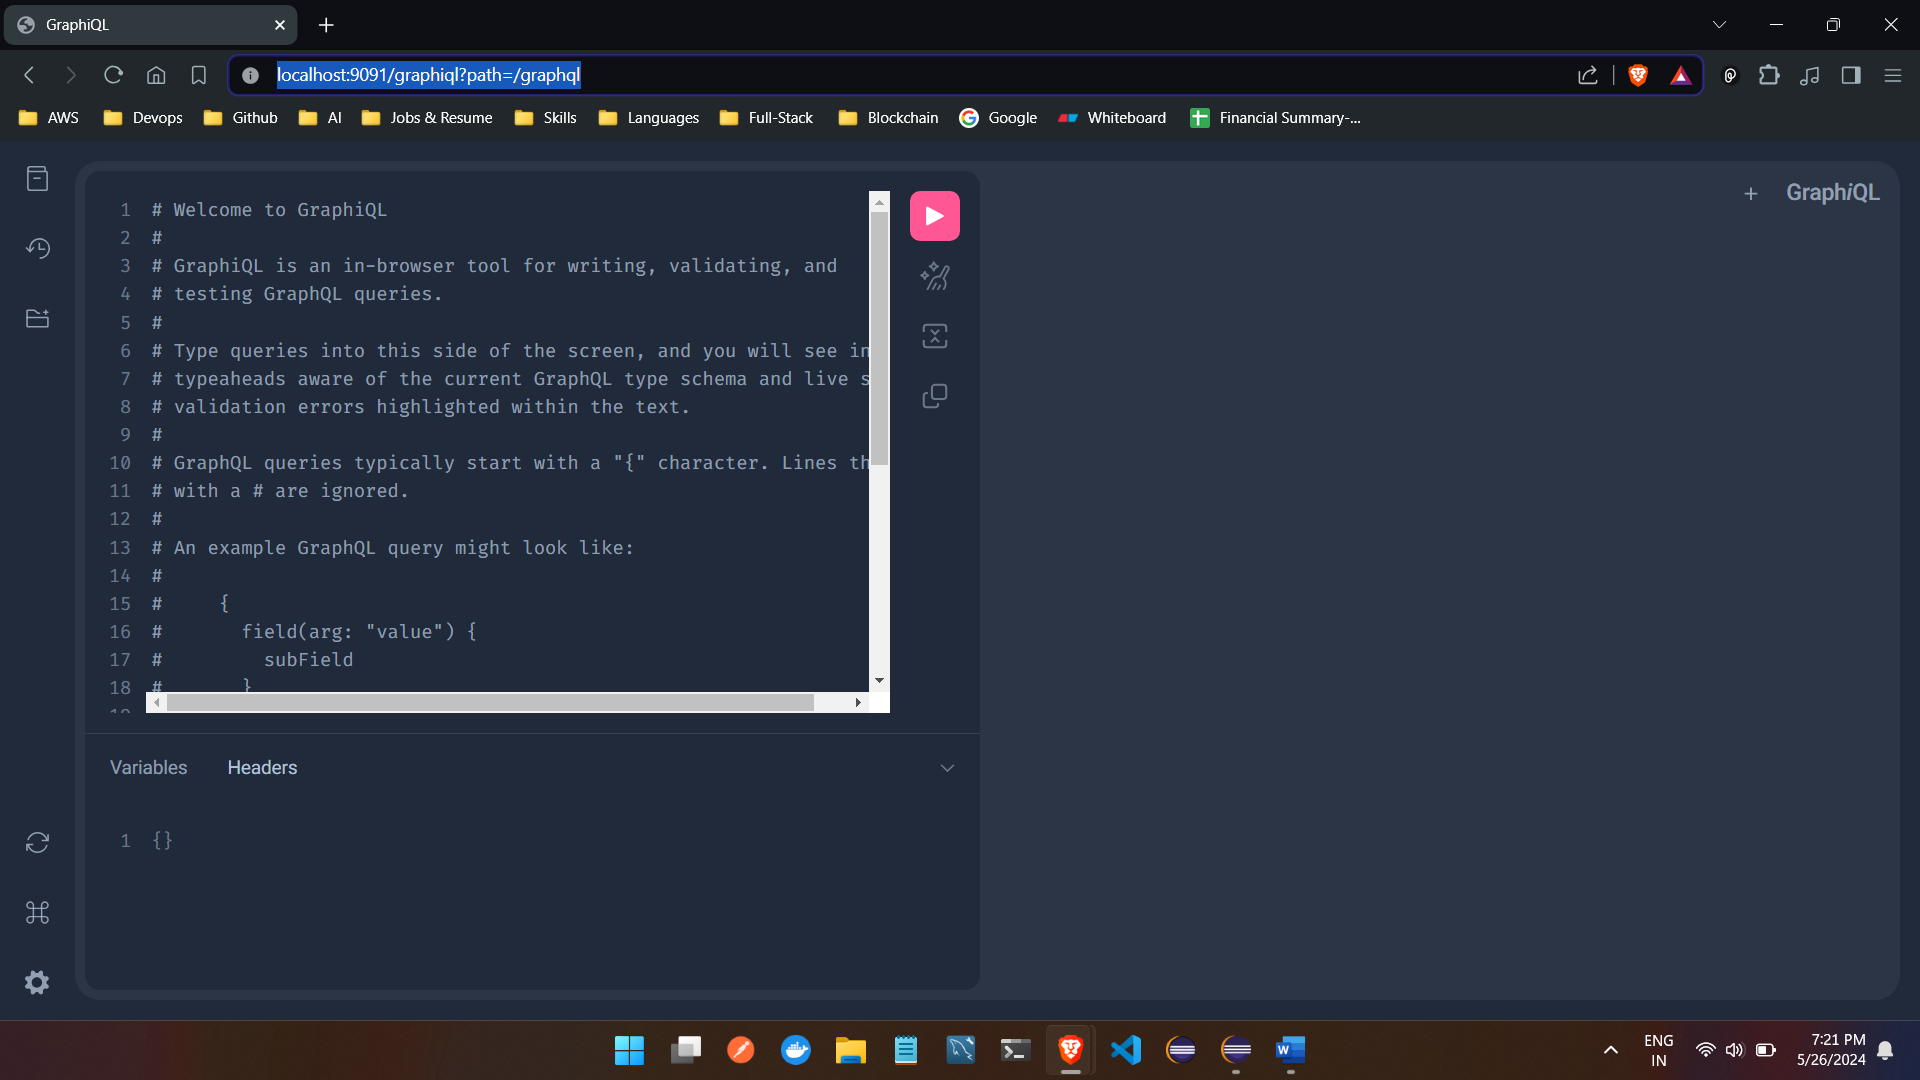 GraphiQL
localhost:9091/graphiql?path=/graphql
AWS Devops Github AI Jobs & Resume Skills Languages Full-Stack Blockchain Google Whiteboard Financial Summary-...
GraphiQL
1 # Welcome to GraphiQL
2 #
3 # GraphiQL is an in-browser tool for writing, validating, and
4 # testing GraphQL queries.
5 #
6 # Type queries into this side of the screen, and you will see in
7 # typeaheads aware of the current GraphQL type schema and live s
8 # validation errors highlighted within the text.
9 #
10 # GraphQL queries typically start with a "{" character. Lines th
11 # with a # are ignored.
12 #
13 # An example GraphQL query might look like:
14 #
15 #     {
16 #       field(arg: "value") {
17 #         subField
18 #       }
Variables Headers
1 {}
ENG
IN
7:21 PM
5/26/2024